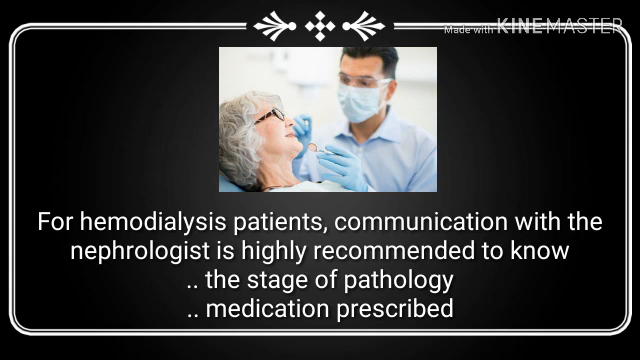 Made with KINEMASTER
For hemodialysis patients, communication with the
nephrologist is highly recommended to know
.. the stage of pathology
.. medication prescribed